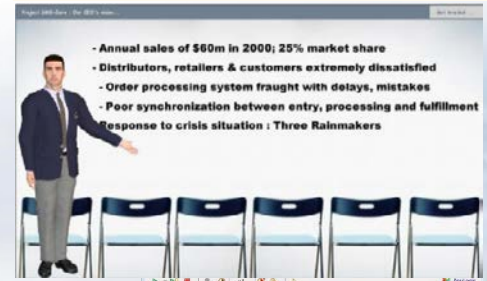 - Annual sales of $60m in 2000; 25% market share
- Distributors, retailers & customers extremely dissatisfied
- Order processing system fraught with delays, mistakes
- Poor synchronization between entry, processing and fulfillment
Response to crisis situation : Three Rainmakers